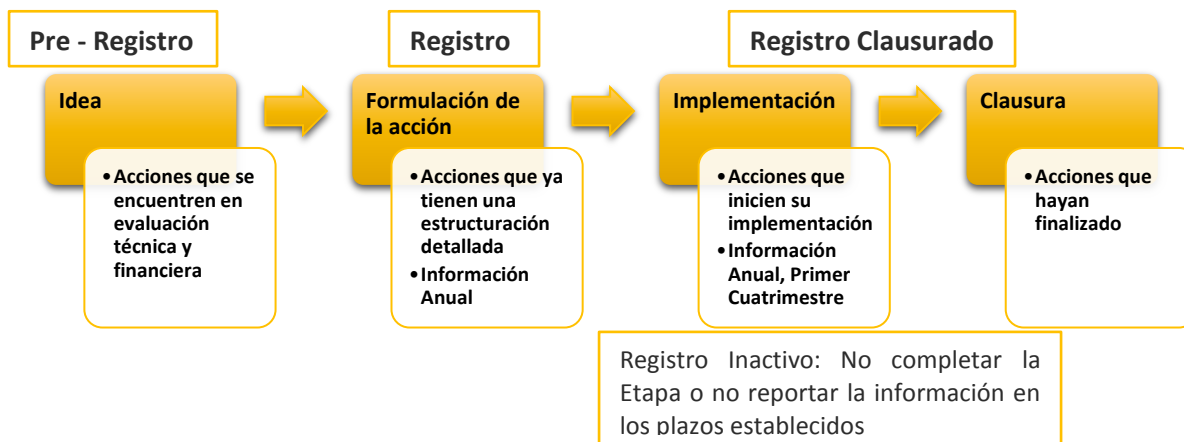 Pre - Registro
Registro
Registro Clausurado
Idea
•Acciones que se
encuentren en
evaluación
técnica y
financiera
Formulación de
la acción
•Acciones que ya
tienen una
estructuración
detallada
•Información
Anual
Implementación
•Acciones que
inicien su
implementación
•Información
Anual, Primer
Cuatrimestre
Clausura
•Acciones que
hayan
finalizado
Registro Inactivo: No completar la
Etapa o no reportar la información en
los plazos establecidos